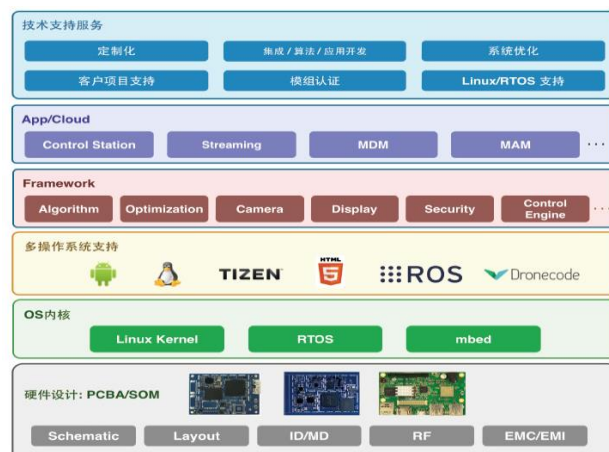 技术支持服务
定制化 集成 / 算法 / 应用开发 系统优化
客户项目支持 模组认证 Linux/RTOS 支持
App/Cloud
Control Station Streaming MDM MAM ...
Framework
Algorithm Optimization Camera Display Security Control Engine ...
多操作系统支持
TIZEN HTML 5 ROS Dronecode
OS内核
Linux Kernel RTOS mbed
硬件设计: PCBA/SOM
Schematic Layout ID/MD RF EMC/EMI